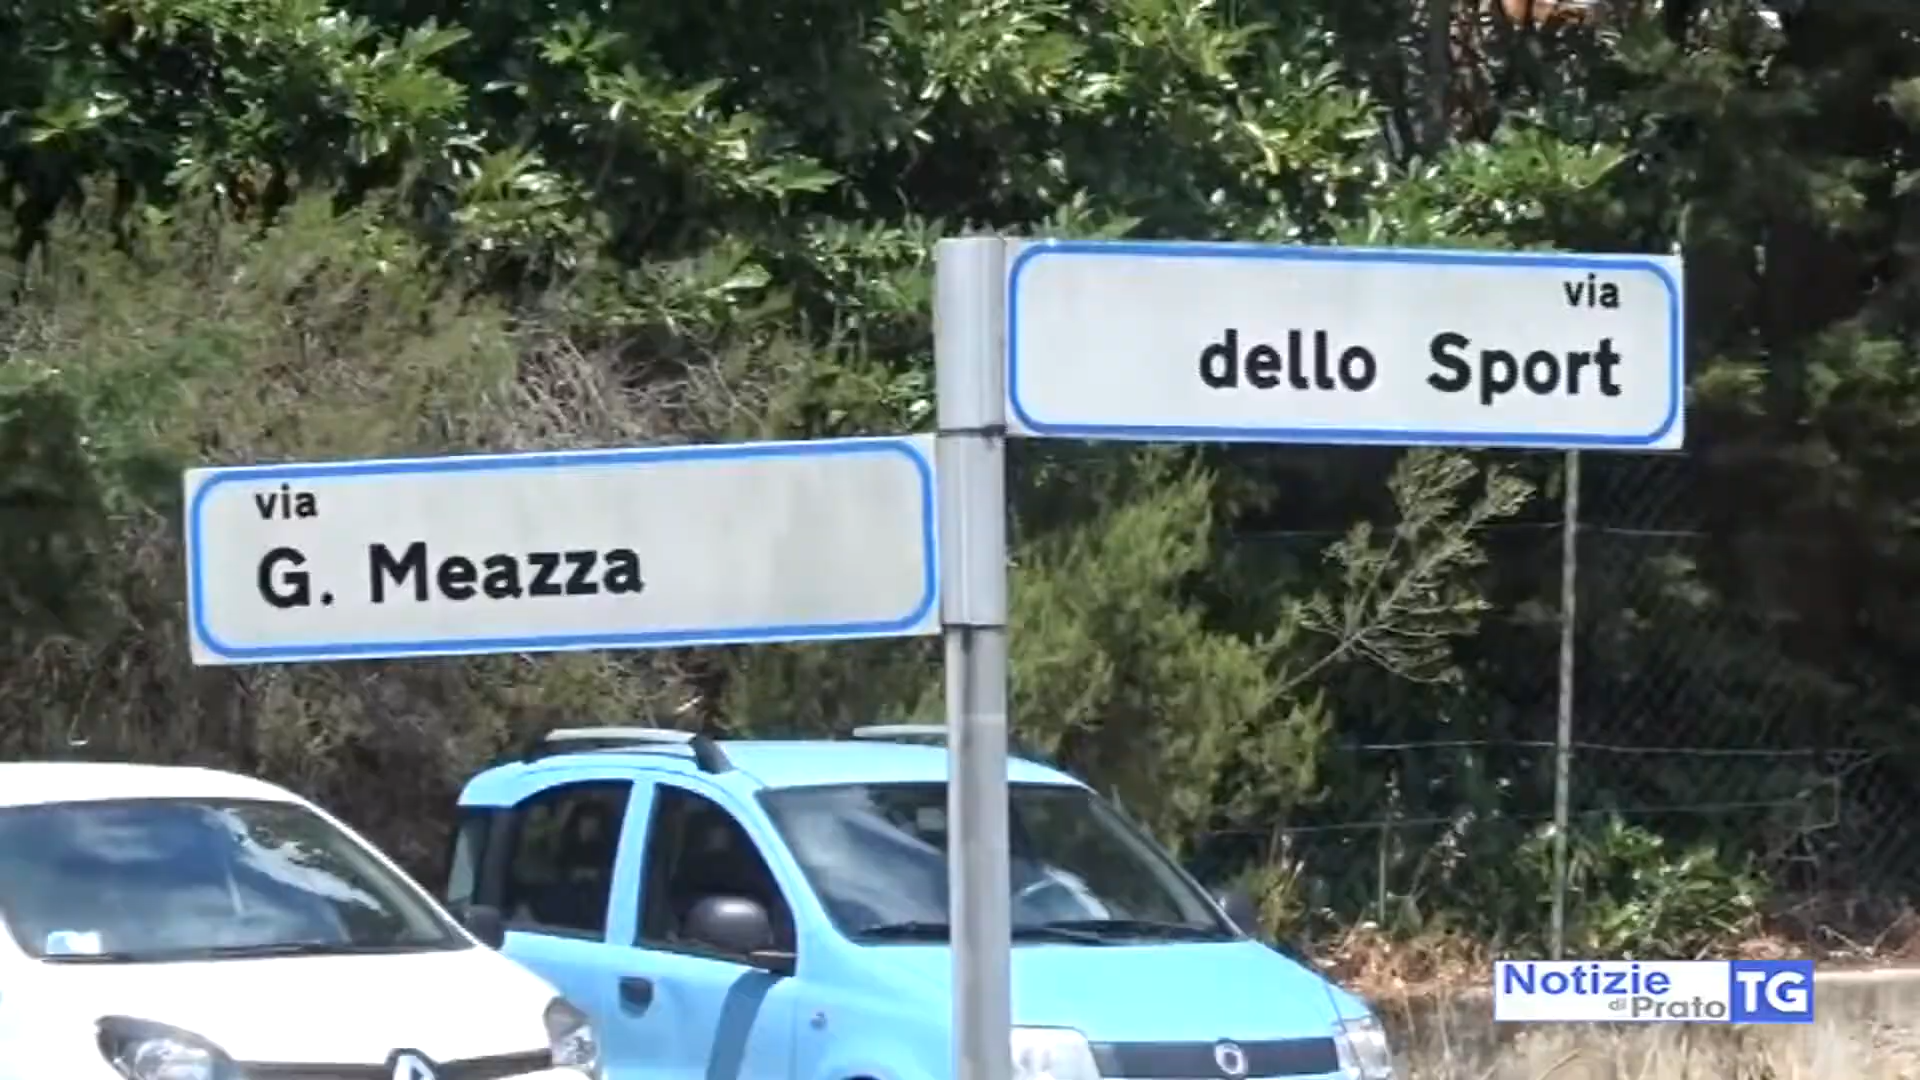 via
dello Sport
via
G. Meazza
Notizie
di Prato
TG